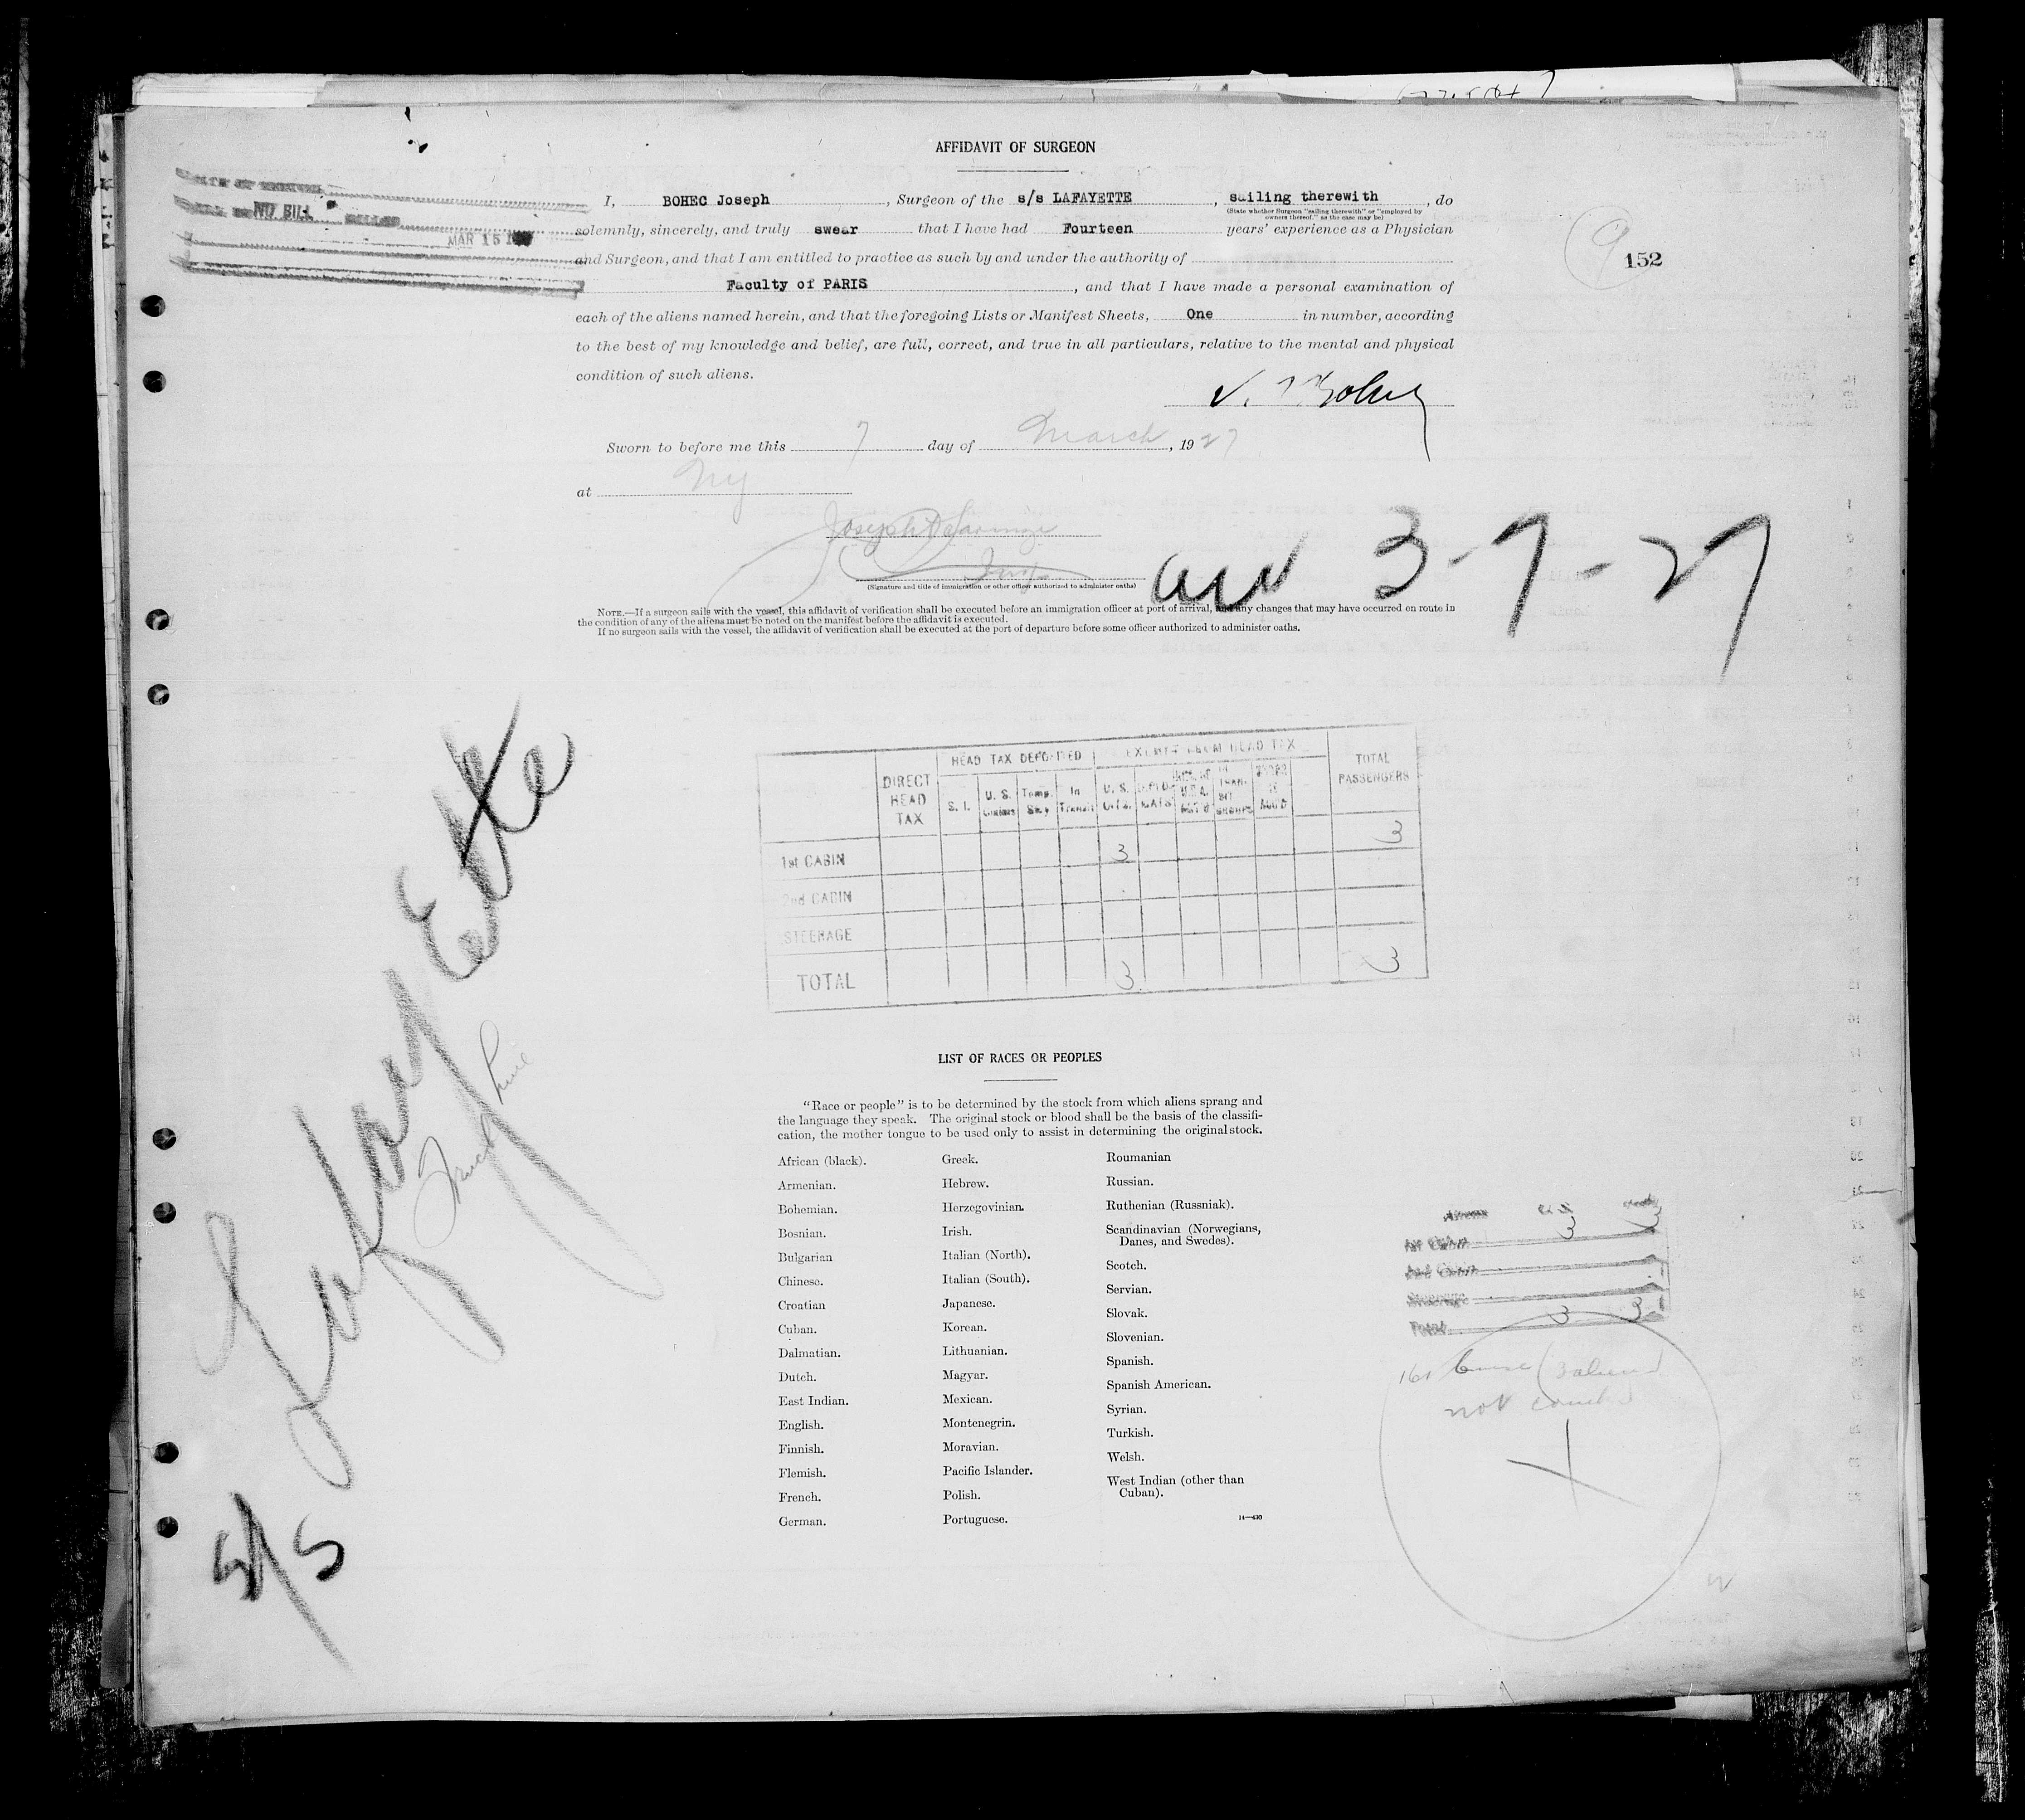 AFFIDAVIT OF SURGEON
I, BOHEC Joseph, Surgeon of the s/s LAFAYETTE, sailing therewith, do
(State whether Surgeon "sailing therewith" or "employed by
owners thereof," as the case may be)
solemnly, sincerely, and truly swear that I have had Fourteen years' experience as a Physician
and Surgeon, and that I am entitled to practice as such by and under the authority of
Faculty of PARIS, and that I have made a personal examination of
each of the aliens named herein, and that the foregoing Lists or Manifest Sheets, One in number, according
to the best of my knowledge and belief, are full, correct, and true in all particulars, relative to the mental and physical
condition of such aliens.
NO BILL
MAR 15
9
152
Sworn to before me this 7 day of March, 1927
at NY
(Signature and title of immigration or other officer authorized to administer oaths)
3-7-27
NOTE.—If a surgeon sails with the vessel, this affidavit of verification shall be executed before an immigration officer at port of arrival, and any changes that may have occurred en route in
the condition of any of the aliens must be noted on the manifest before the affidavit is executed.
If no surgeon sails with the vessel, the affidavit of verification shall be executed at the port of departure before some officer authorized to administer oaths.
S/S LafayEtte
French Line
DIRECT HEAD TAX
HEAD TAX DEPOSITED
EXEMPT FROM HEAD TAX
TOTAL PASSENGERS
S. I.
U. S.
In Transit
U. S.
1st CABIN 3 3
2nd CABIN
STEERAGE
TOTAL 3 3
LIST OF RACES OR PEOPLES
"Race or people" is to be determined by the stock from which aliens sprang and
the language they speak. The original stock or blood shall be the basis of the classifi-
cation, the mother tongue to be used only to assist in determining the original stock.
African (black).
Armenian.
Bohemian.
Bosnian.
Bulgarian
Chinese.
Croatian
Cuban.
Dalmatian.
Dutch.
East Indian.
English.
Finnish.
Flemish.
French.
German.
Greek.
Hebrew.
Herzegovinian.
Irish.
Italian (North).
Italian (South).
Japanese.
Korean.
Lithuanian.
Magyar.
Mexican.
Montenegrin.
Moravian.
Pacific Islander.
Polish.
Portuguese.
Roumanian
Russian.
Ruthenian (Russniak).
Scandinavian (Norwegians,
Danes, and Swedes).
Scotch.
Servian.
Slovak.
Slovenian.
Spanish.
Spanish American.
Syrian.
Turkish.
Welsh.
West Indian (other than
Cuban).
14—430
3 3
3 3
not